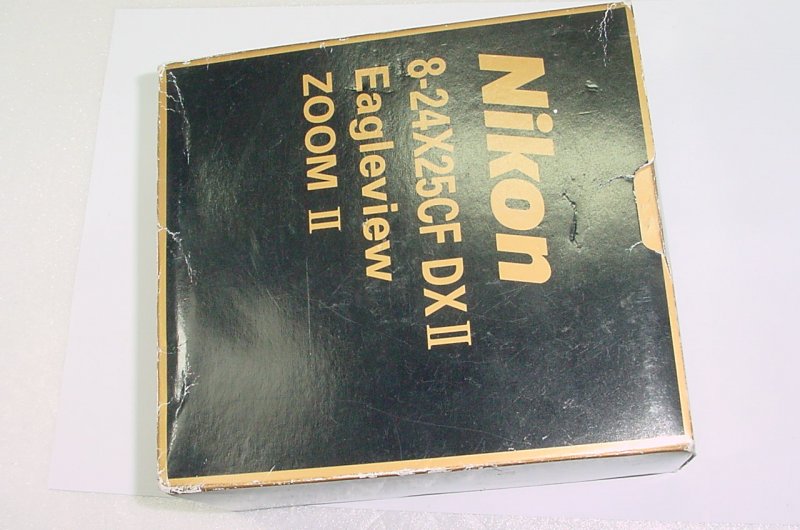 Nikon
8-24X25CF DX II
Eagleview
ZOOM II